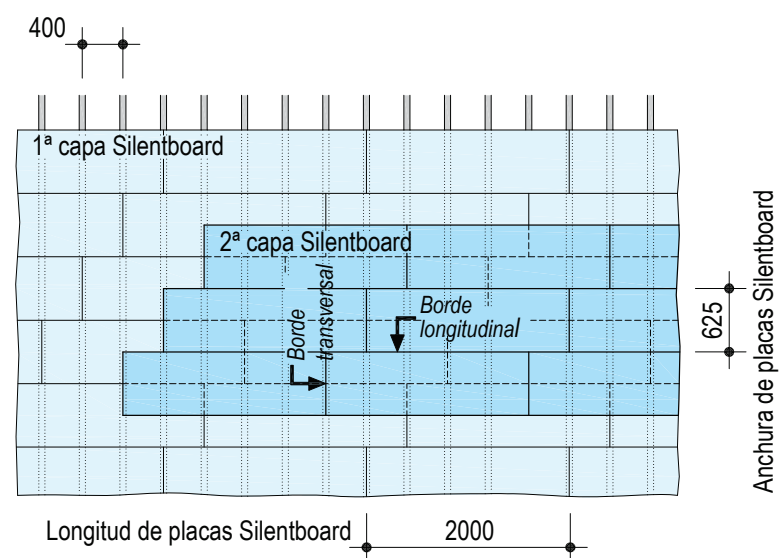 400
1ª capa Silentboard
2ª capa Silentboard
Borde
transversal
Borde
longitudinal
625
Anchura de placas Silentboard
Longitud de placas Silentboard
2000